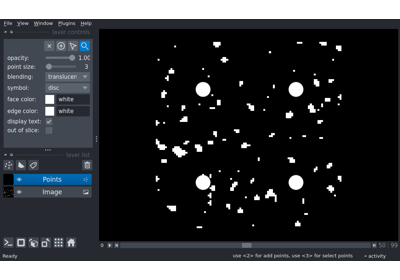 File View Window Plugins Help
layer controls
opacity: 1.00
point size: 3
blending: translucen
symbol: disc
face color: white
edge color: white
display text:
out of slice:
layer list
Points
Image
0 50 99
Ready use <2> for add points, use <3> for select points activity